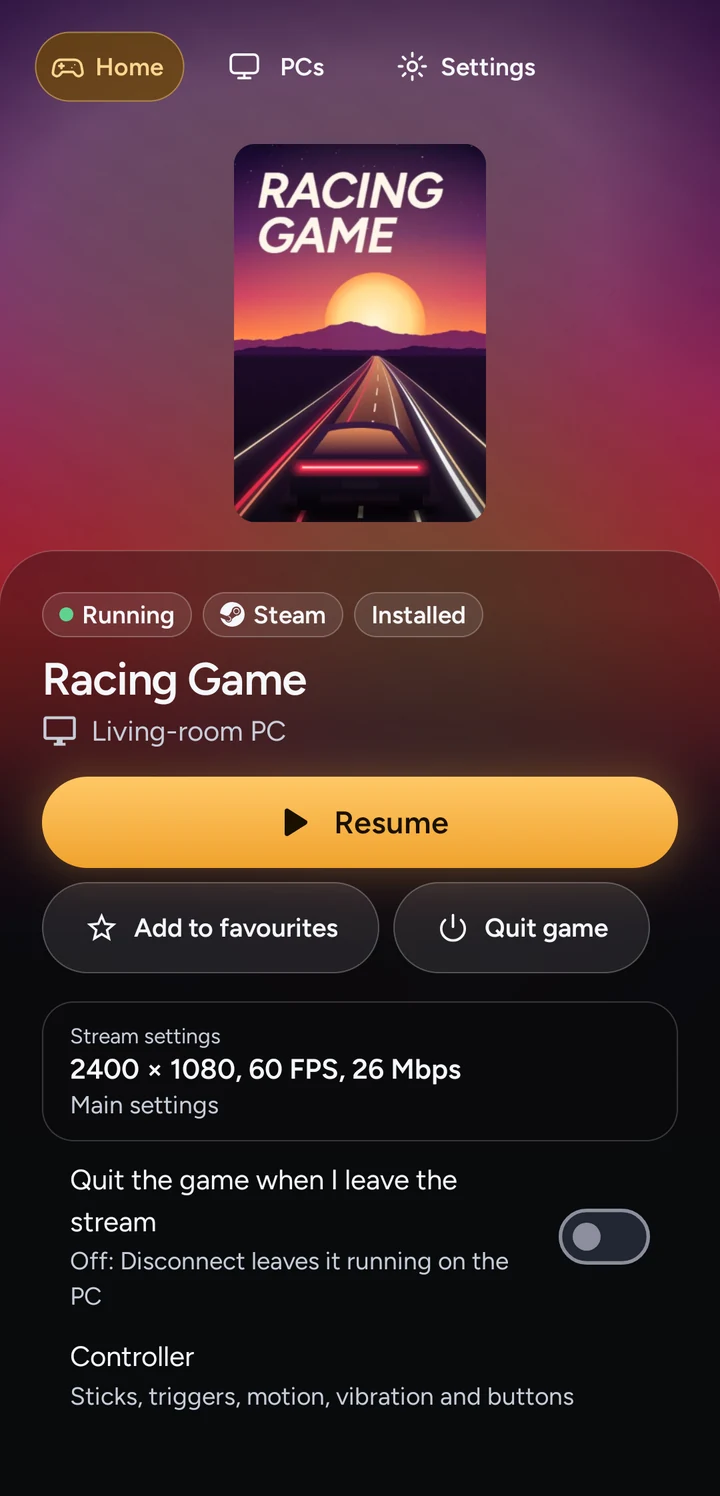 Home
PCs
Settings
RACING
GAME
Running
Steam
Installed
Racing Game
Living-room PC
Resume
Add to favourites
Quit game
Stream settings
2400 × 1080, 60 FPS, 26 Mbps
Main settings
Quit the game when I leave the
stream
Off: Disconnect leaves it running on the
PC
Controller
Sticks, triggers, motion, vibration and buttons